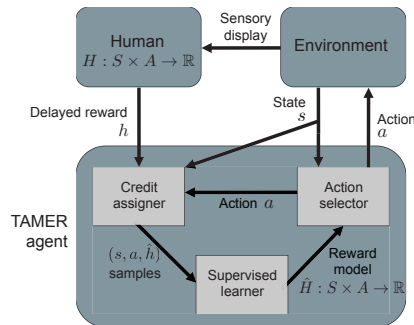 Human
H : S × A → ℝ
Sensory
display
Environment
Delayed reward
h
State
s
Action
a
TAMER
agent
Credit
assigner
Action a
Action
selector
(s, a, ĥ)
samples
Supervised
learner
Reward
model
Ĥ : S × A → ℝ